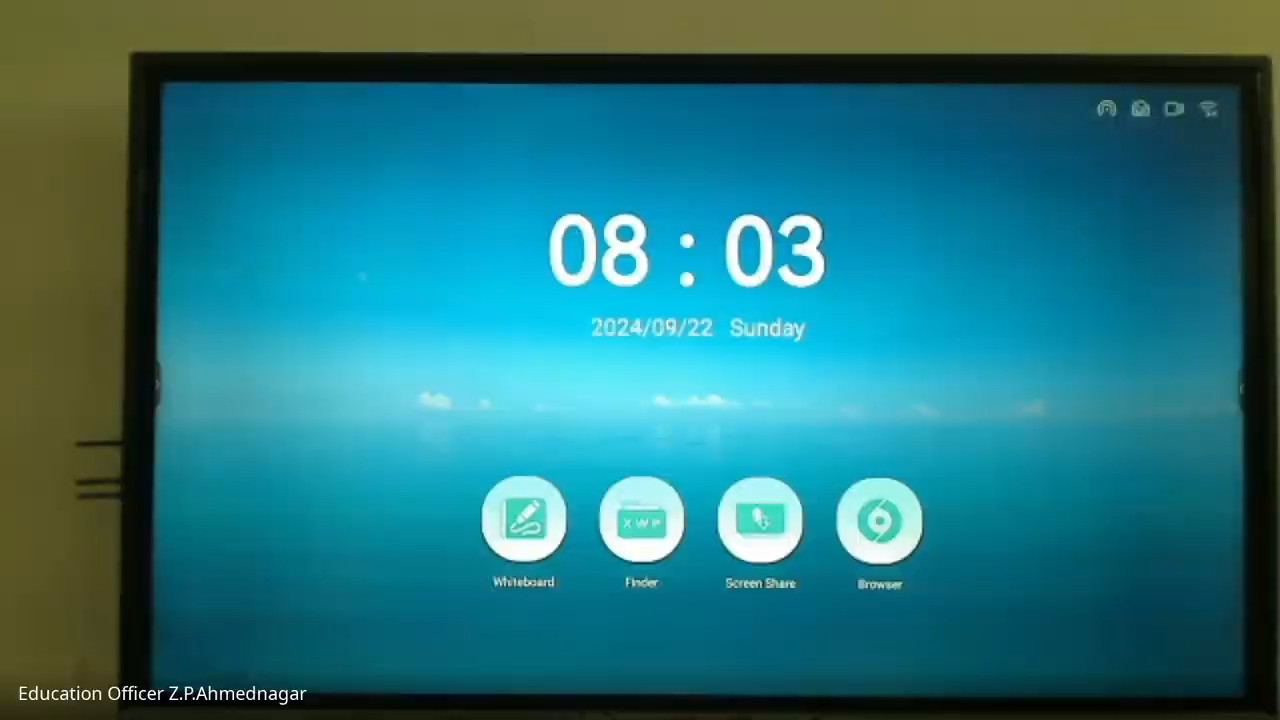 08 : 03
2024/09/22 Sunday
X W P
Whiteboard
Finder
Screen Share
Browser
Education Officer Z.P.Ahmednagar